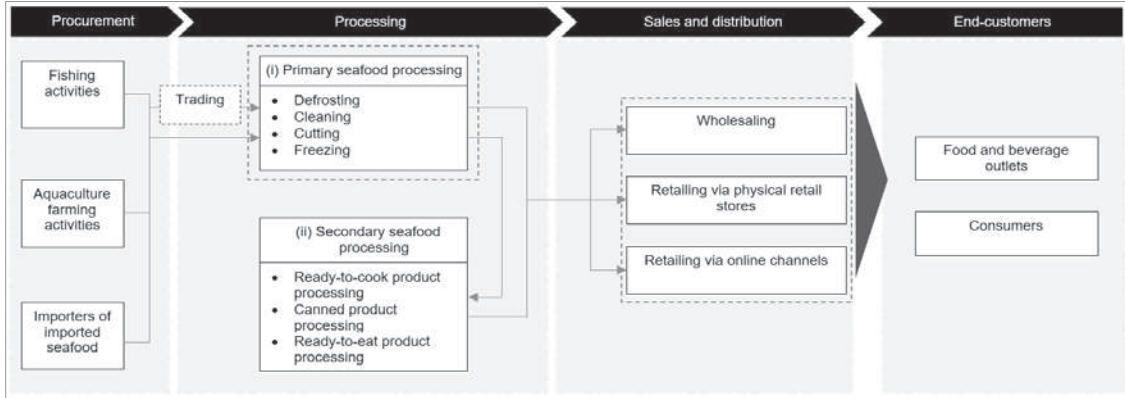 Procurement
Processing
Sales and distribution
End-customers
Fishing
activities
Aquaculture
farming
activities
Importers of
imported
seafood
Trading
(i) Primary seafood processing
• Defrosting
• Cleaning
• Cutting
• Freezing
(ii) Secondary seafood
processing
• Ready-to-cook product
processing
• Canned product
processing
• Ready-to-eat product
processing
Wholesaling
Retailing via physical retail
stores
Retailing via online channels
Food and beverage
outlets
Consumers